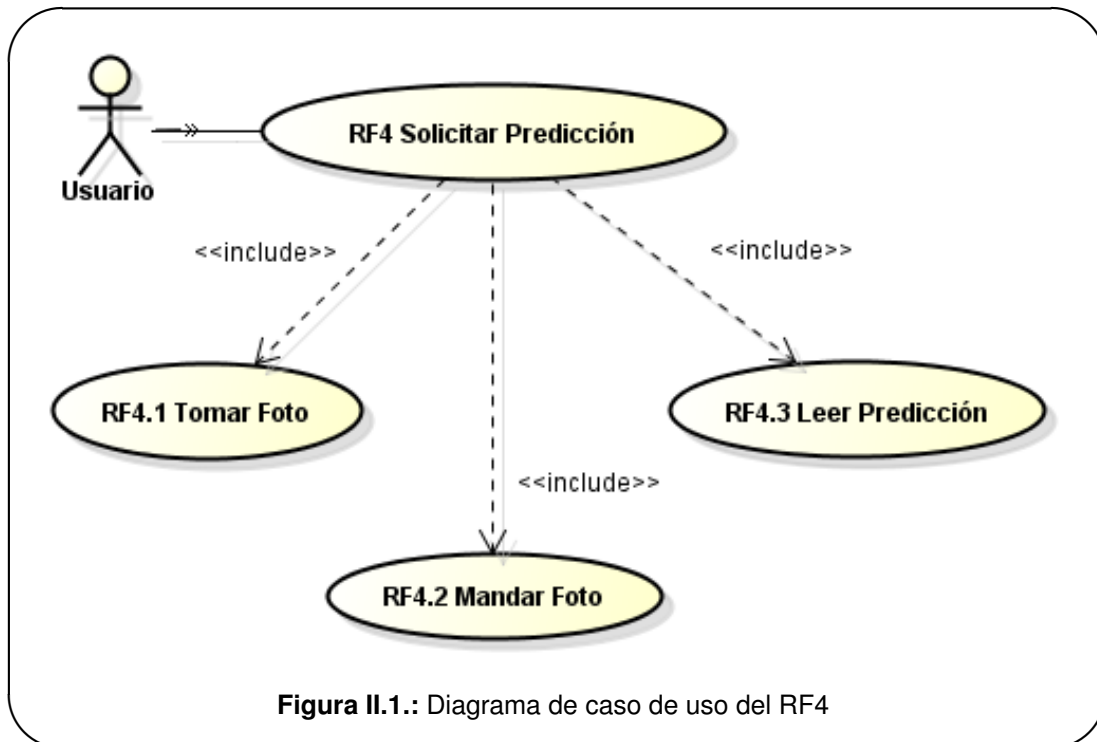 RF4 Solicitar Predicción
Usuario
<<include>>
<<include>>
RF4.1 Tomar Foto
RF4.3 Leer Predicción
<<include>>
RF4.2 Mandar Foto
Figura II.1.: Diagrama de caso de uso del RF4